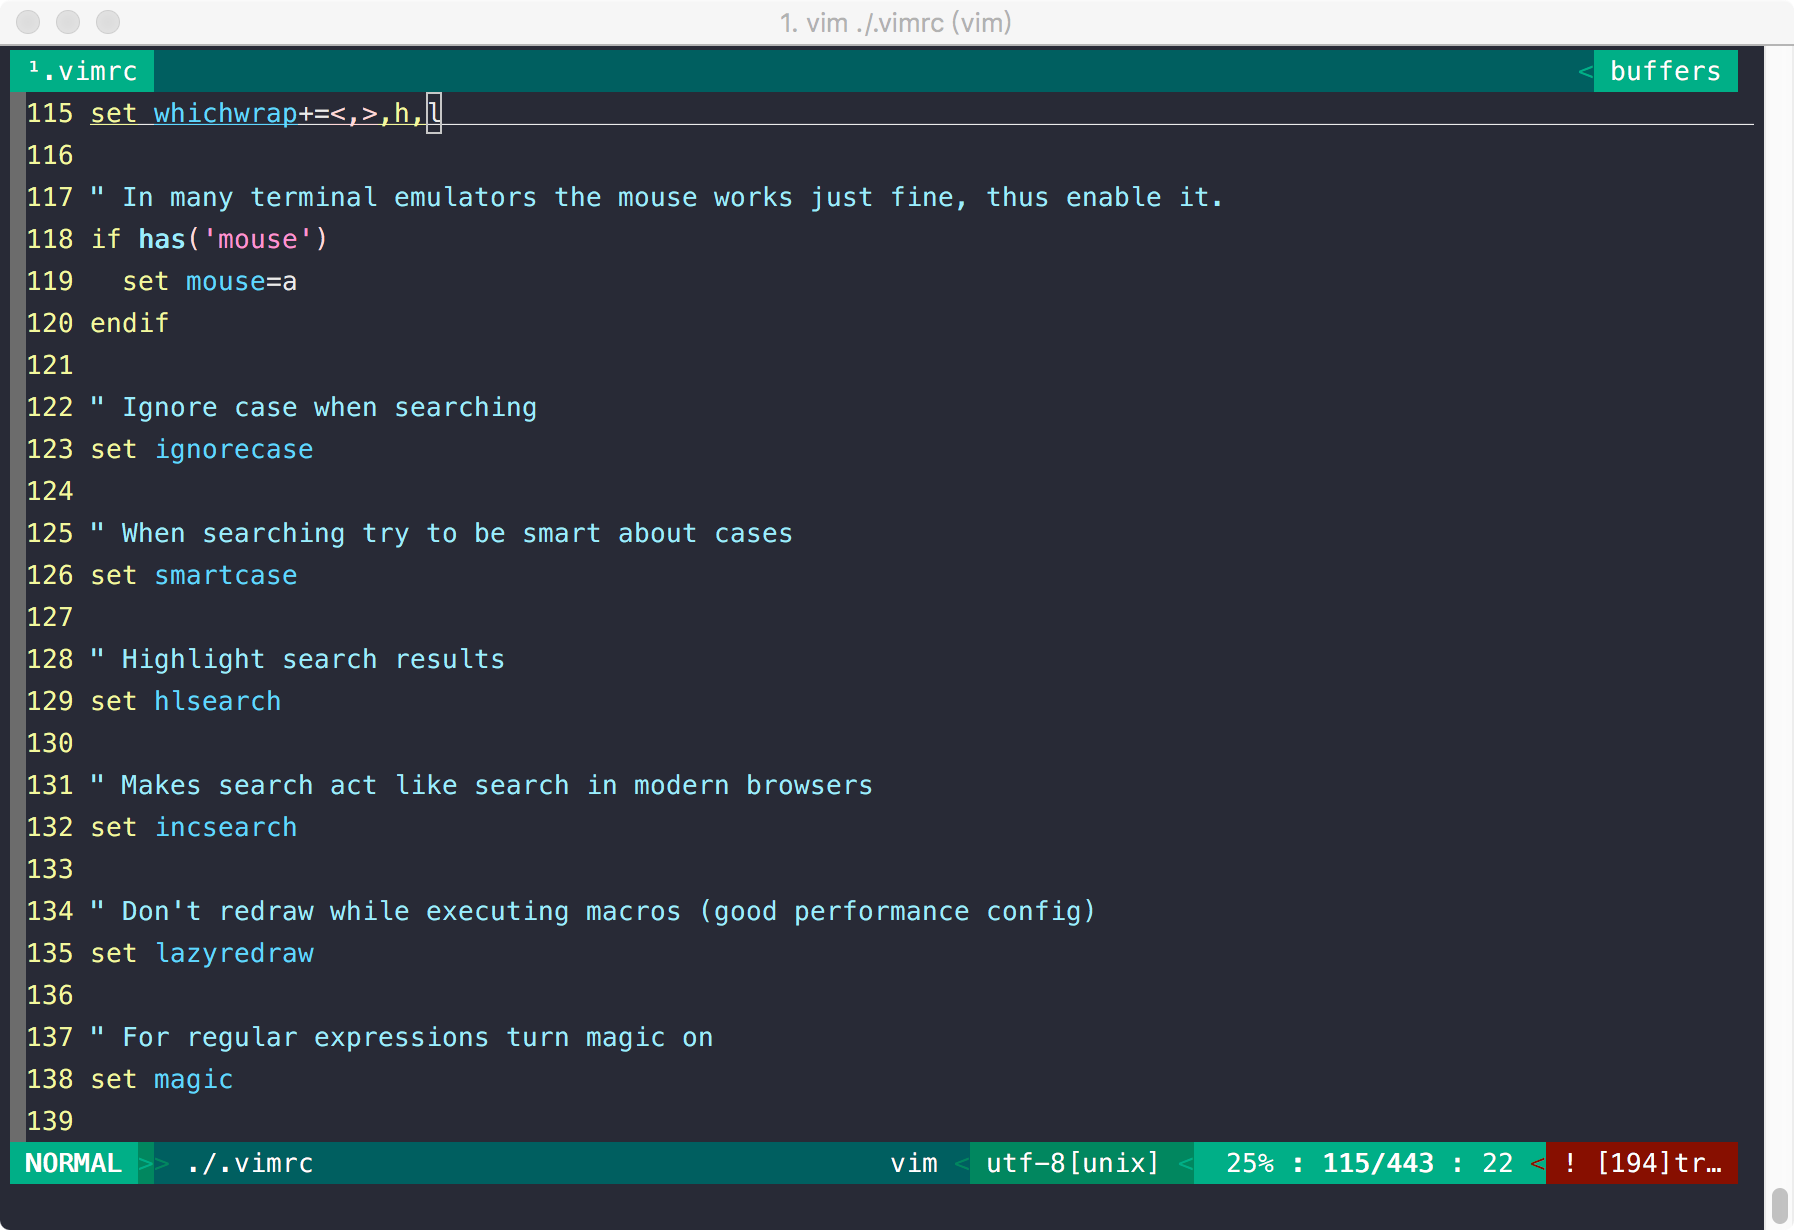 1. vim ./.vimrc (vim)
¹.vimrc < buffers
115 set whichwrap+=<,>,h,l
116
117 " In many terminal emulators the mouse works just fine, thus enable it.
118 if has('mouse')
119   set mouse=a
120 endif
121
122 " Ignore case when searching
123 set ignorecase
124
125 " When searching try to be smart about cases
126 set smartcase
127
128 " Highlight search results
129 set hlsearch
130
131 " Makes search act like search in modern browsers
132 set incsearch
133
134 " Don't redraw while executing macros (good performance config)
135 set lazyredraw
136
137 " For regular expressions turn magic on
138 set magic
139
NORMAL >> ./.vimrc vim < utf-8[unix] < 25% : 115/443 : 22 < ! [194]tr…